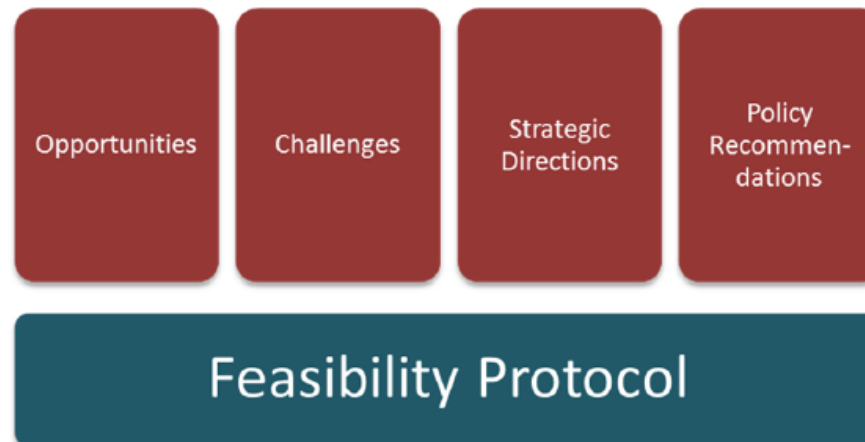 Opportunities
Challenges
Strategic
Directions
Policy
Recommen-
dations
Feasibility Protocol